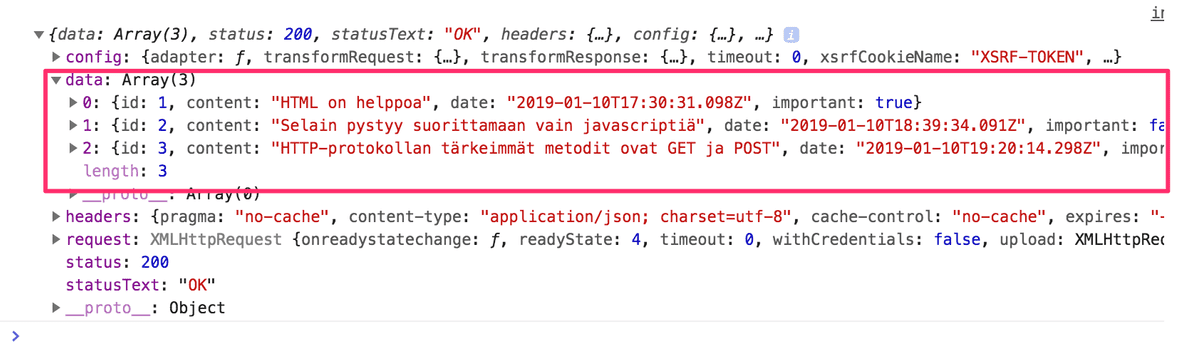 in
▼{data: Array(3), status: 200, statusText: "OK", headers: {…}, config: {…}, …} i
▶config: {adapter: ƒ, transformRequest: {…}, transformResponse: {…}, timeout: 0, xsrfCookieName: "XSRF-TOKEN", …}
▼data: Array(3)
▶0: {id: 1, content: "HTML on helppoa", date: "2019-01-10T17:30:31.098Z", important: true}
▶1: {id: 2, content: "Selain pystyy suorittamaan vain javascriptiä", date: "2019-01-10T18:39:34.091Z", important: fa
▶2: {id: 3, content: "HTTP-protokollan tärkeimmät metodit ovat GET ja POST", date: "2019-01-10T19:20:14.298Z", impor
length: 3
▶__proto__: Array(0)
▶headers: {pragma: "no-cache", content-type: "application/json; charset=utf-8", cache-control: "no-cache", expires: "-
▶request: XMLHttpRequest {onreadystatechange: ƒ, readyState: 4, timeout: 0, withCredentials: false, upload: XMLHttpRec
status: 200
statusText: "OK"
▶__proto__: Object
>